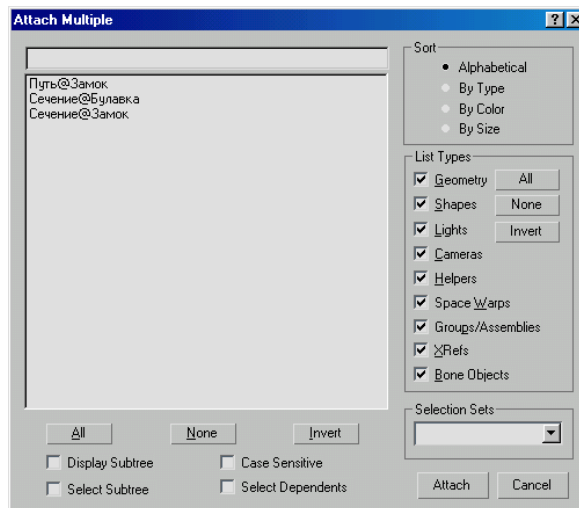 Attach Multiple
Путь@Замок
Сечение@Булавка
Сечение@Замок
All
None
Invert
Display Subtree
Case Sensitive
Select Subtree
Select Dependents
Sort
Alphabetical
By Type
By Color
By Size
List Types
Geometry
All
Shapes
None
Lights
Invert
Cameras
Helpers
Space Warps
Groups/Assemblies
XRefs
Bone Objects
Selection Sets
Attach
Cancel